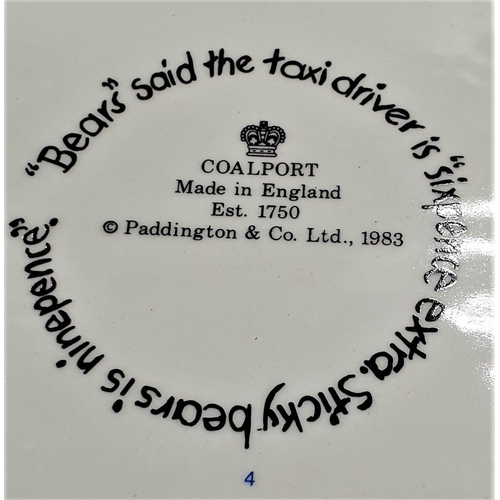 "Bears" said the taxi driver is "sixpence extra. Sticky bears is ninepence."
COALPORT
Made in England
Est. 1750
© Paddington & Co. Ltd., 1983
4